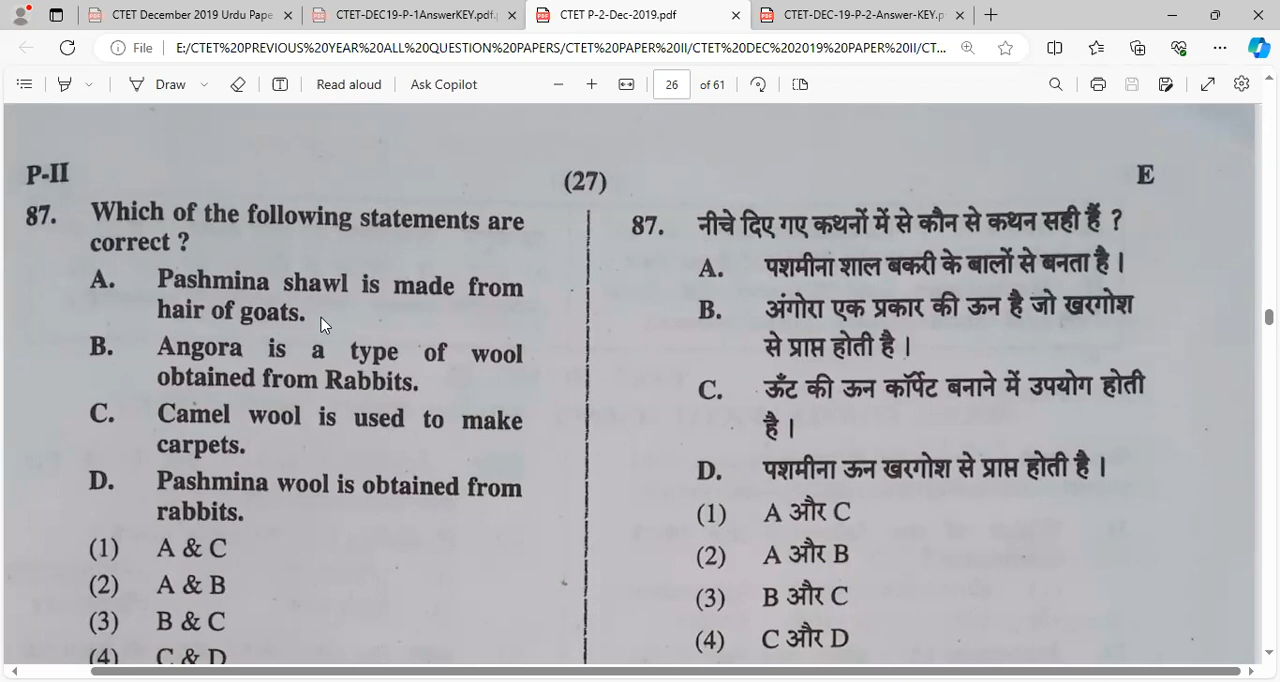 CTET December 2019 Urdu Pape
CTET-DEC19-P-1AnswerKEY.pdf
CTET P-2-Dec-2019.pdf
CTET-DEC-19-P-2-Answer-KEY.p
File
E:/CTET%20PREVIOUS%20YEAR%20ALL%20QUESTION%20PAPERS/CTET%20PAPER%20II/CTET%20DEC%202019%20PAPER%20II/CT...
Draw
Read aloud
Ask Copilot
26
of 61
P-II
(27)
E
87. Which of the following statements are
correct ?
A. Pashmina shawl is made from
hair of goats.
B. Angora is a type of wool
obtained from Rabbits.
C. Camel wool is used to make
carpets.
D. Pashmina wool is obtained from
rabbits.
(1) A & C
(2) A & B
(3) B & C
(4) C & D
87. नीचे दिए गए कथनों में से कौन से कथन सही हैं ?
A. पशमीना शाल बकरी के बालों से बनता है ।
B. अंगोरा एक प्रकार की ऊन है जो खरगोश
से प्राप्त होती है ।
C. ऊँट की ऊन कॉर्पेट बनाने में उपयोग होती
है ।
D. पशमीना ऊन खरगोश से प्राप्त होती है ।
(1) A और C
(2) A और B
(3) B और C
(4) C और D